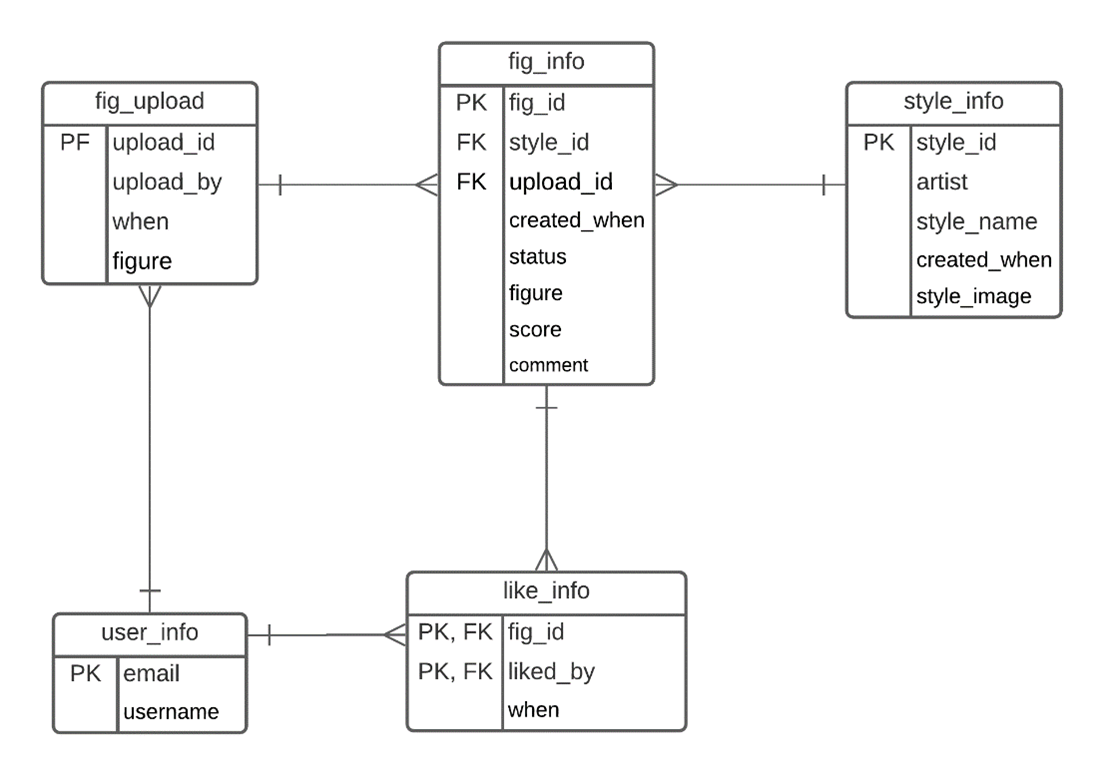 fig_upload
PF upload_id
upload_by
when
figure
fig_info
PK fig_id
FK style_id
FK upload_id
created_when
status
figure
score
comment
style_info
PK style_id
artist
style_name
created_when
style_image
user_info
PK email
username
like_info
PK, FK fig_id
PK, FK liked_by
when